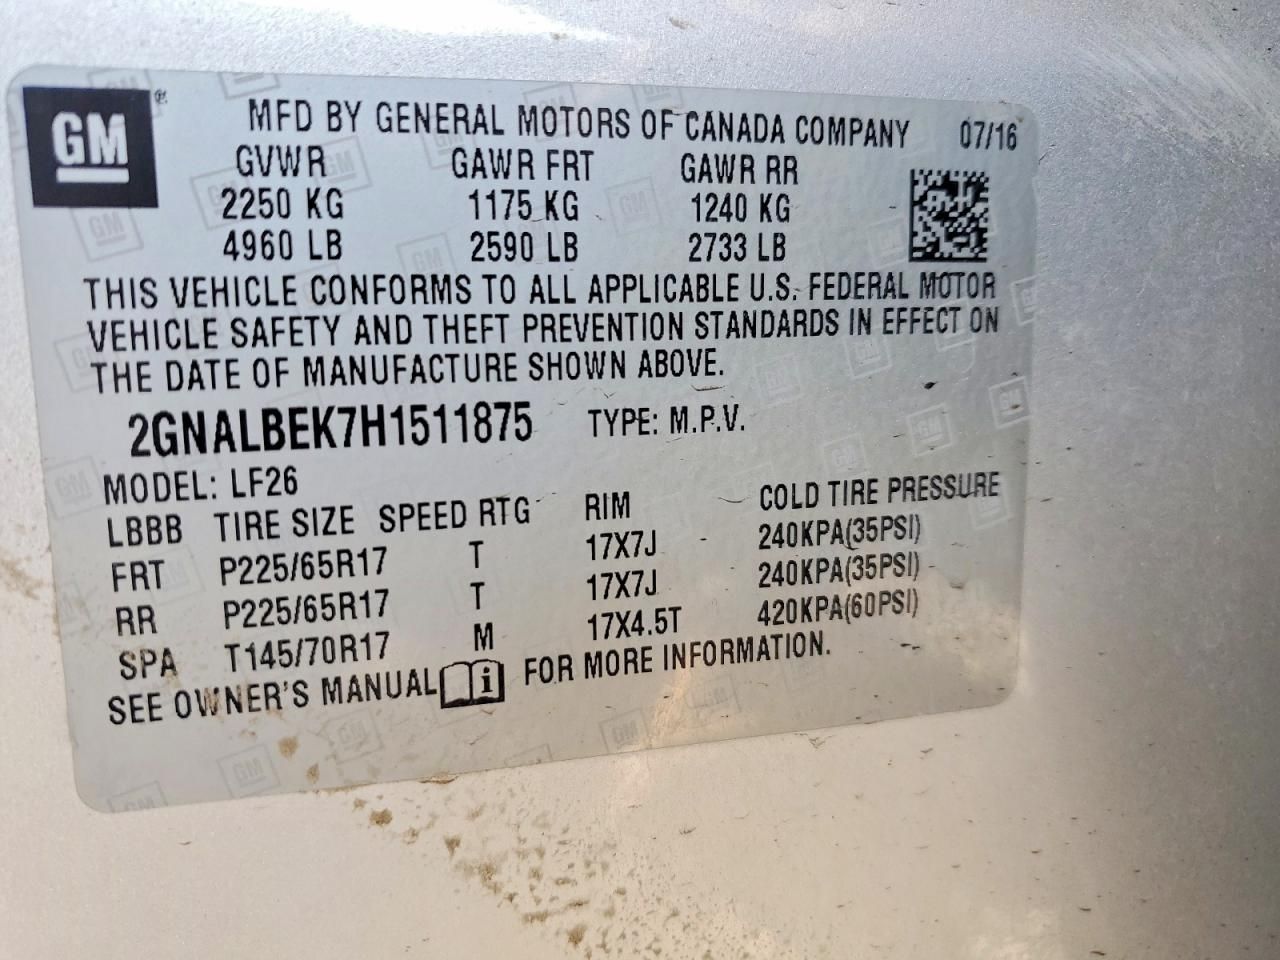 GM ®
MFD BY GENERAL MOTORS OF CANADA COMPANY 07/16
GVWR GAWR FRT GAWR RR
2250 KG 1175 KG 1240 KG
4960 LB 2590 LB 2733 LB
THIS VEHICLE CONFORMS TO ALL APPLICABLE U.S. FEDERAL MOTOR
VEHICLE SAFETY AND THEFT PREVENTION STANDARDS IN EFFECT ON
THE DATE OF MANUFACTURE SHOWN ABOVE.
2GNALBEK7H1511875 TYPE: M.P.V.
MODEL: LF26
LBBB TIRE SIZE SPEED RTG RIM COLD TIRE PRESSURE
FRT P225/65R17 T 17X7J 240KPA(35PSI)
RR P225/65R17 T 17X7J 240KPA(35PSI)
SPA T145/70R17 M 17X4.5T 420KPA(60PSI)
SEE OWNER'S MANUAL i FOR MORE INFORMATION.